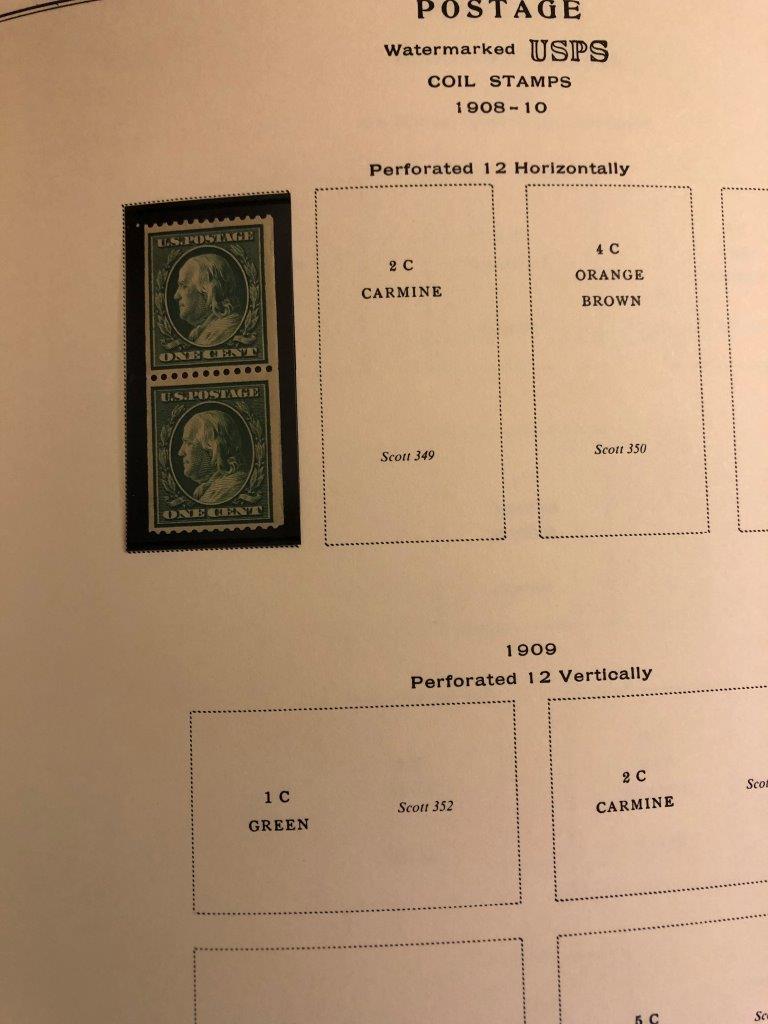 POSTAGE
Watermarked USPS
COIL STAMPS
1908-10
Perforated 12 Horizontally
U.S.POSTAGE
ONE CENT
U.S.POSTAGE
ONE CENT
2 C
CARMINE
Scott 349
4 C
ORANGE
BROWN
Scott 350
1909
Perforated 12 Vertically
1 C
GREEN
Scott 352
2 C
CARMINE
5 C